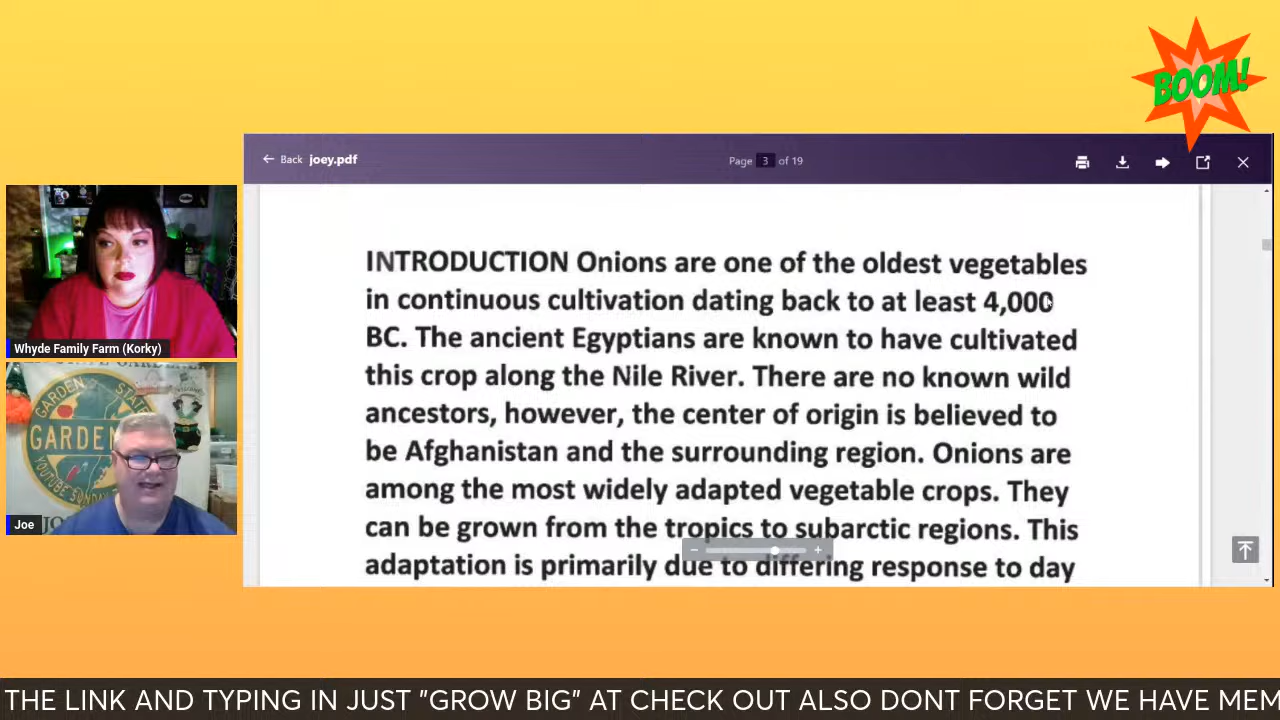 BOOM!
← Back joey.pdf
Page 3 of 19
INTRODUCTION Onions are one of the oldest vegetables
in continuous cultivation dating back to at least 4,000
BC. The ancient Egyptians are known to have cultivated
this crop along the Nile River. There are no known wild
ancestors, however, the center of origin is believed to
be Afghanistan and the surrounding region. Onions are
among the most widely adapted vegetable crops. They
can be grown from the tropics to subarctic regions. This
adaptation is primarily due to differing response to day
Whyde Family Farm (Korky)
GARDEN STATE
GARDEN
YOUTUBE SUNDAY
Joe
THE LINK AND TYPING IN JUST "GROW BIG" AT CHECK OUT ALSO DONT FORGET WE HAVE MEM